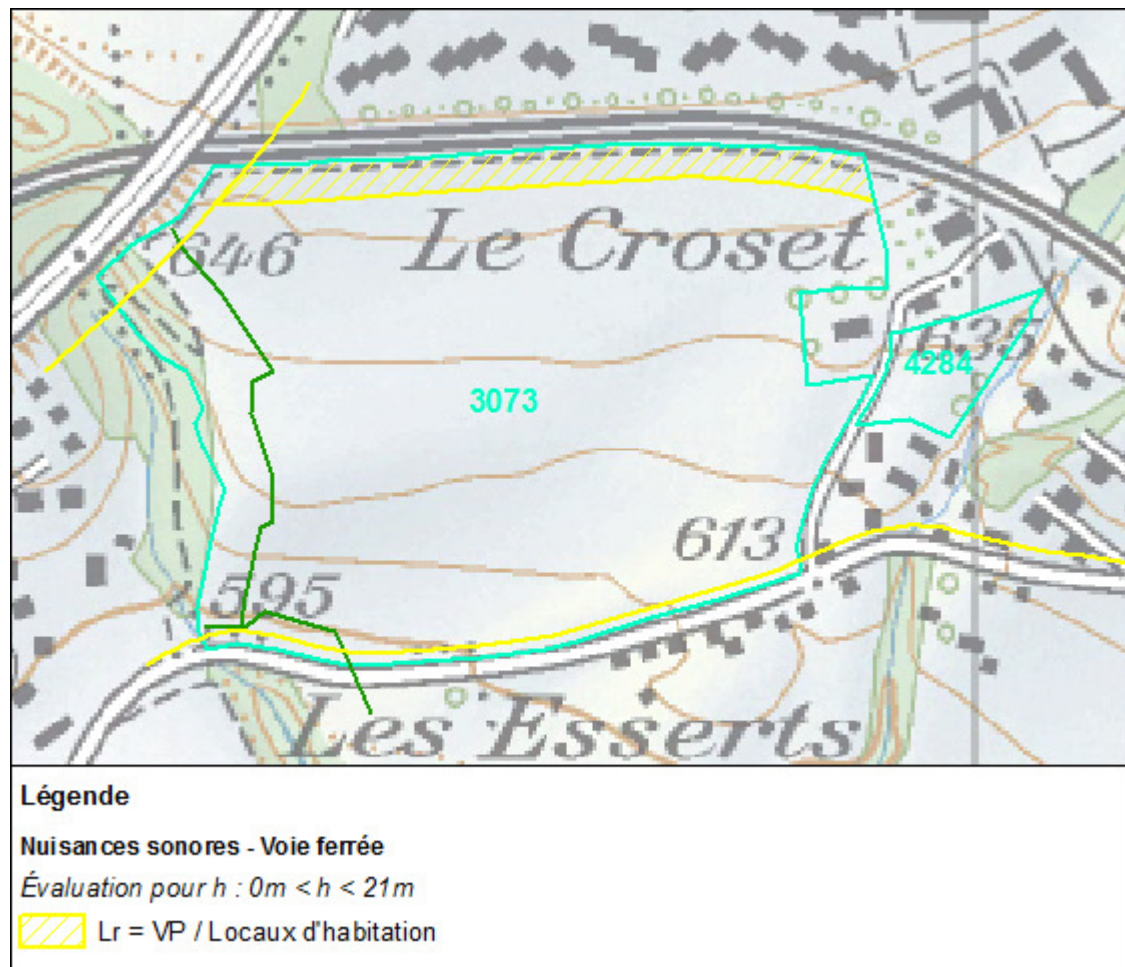 646
Le Croset
635
4284
3073
613
595
Les Esserts
Légende
Nuisances sonores - Voie ferrée
Évaluation pour h : 0m < h < 21m
Lr = VP / Locaux d'habitation